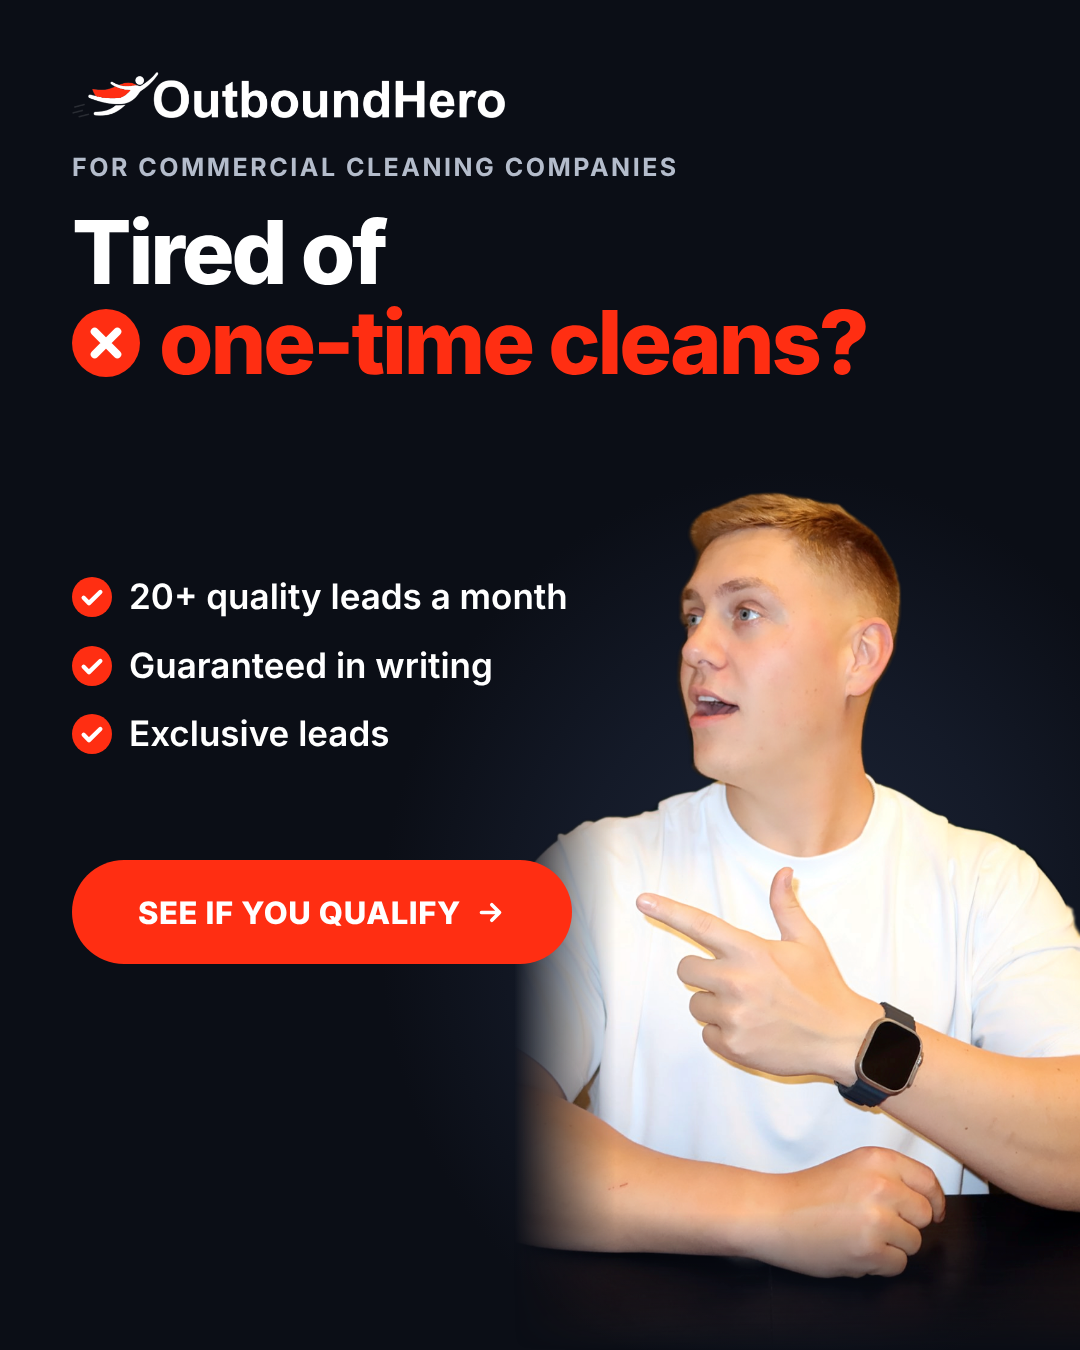 OutboundHero
FOR COMMERCIAL CLEANING COMPANIES
Tired of
one-time cleans?
20+ quality leads a month
Guaranteed in writing
Exclusive leads
SEE IF YOU QUALIFY →